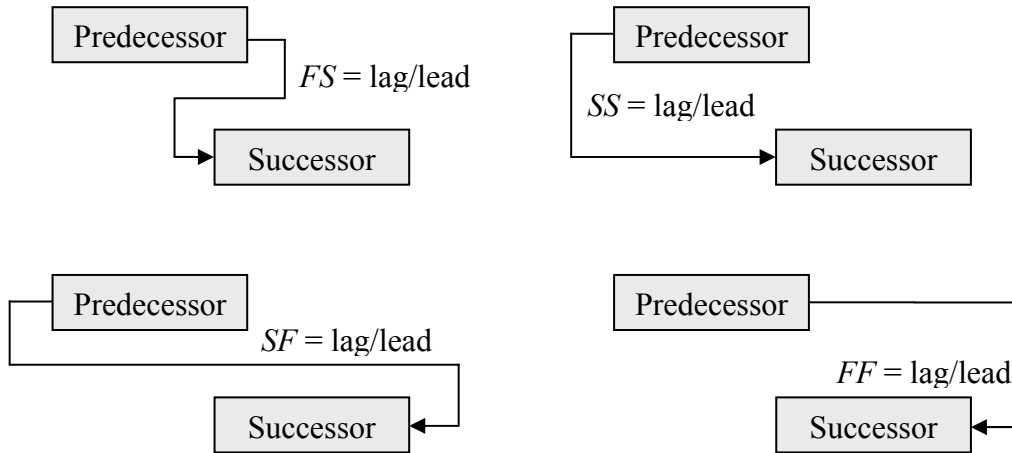 Predecessor
FS = lag/lead
Successor
Predecessor
SS = lag/lead
Successor
Predecessor
SF = lag/lead
Successor
Predecessor
FF = lag/lead
Successor